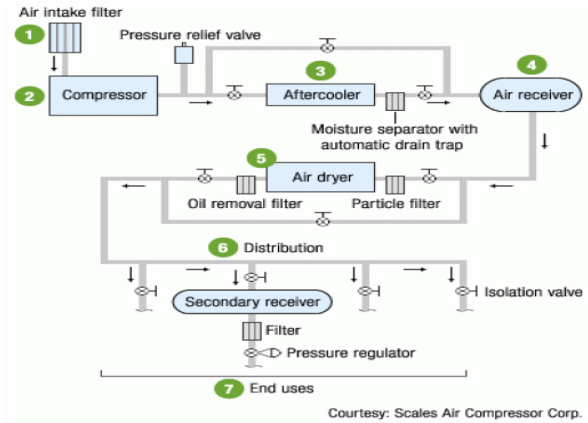 Air intake filter
1
Pressure relief valve
2
Compressor
3
Aftercooler
4
Air receiver
Moisture separator with
automatic drain trap
5
Air dryer
Oil removal filter
Particle filter
6
Distribution
Isolation valve
Secondary receiver
Filter
Pressure regulator
7
End uses
Courtesy: Scales Air Compressor Corp.